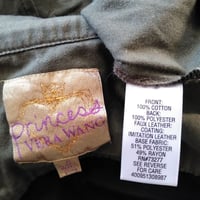 Princess
VERA WANG
FRONT:
100% COTTON
BACK:
100% POLYESTER
FAUX LEATHER:
COATING:
IMITATION LEATHER
BASE FABRIC:
51% POLYESTER
49% RAYON
RN#73277
SEE REVERSE
FOR CARE
400951308987